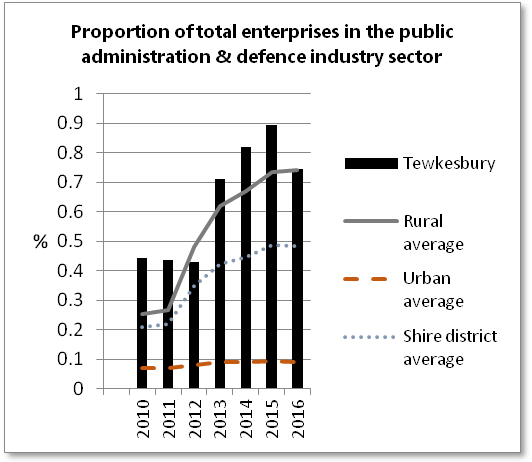 Proportion of total enterprises in the public
administration & defence industry sector
1
0.9
0.8
0.7
0.6
0.5
0.4
0.3
0.2
0.1
0
%
2010
2011
2012
2013
2014
2015
2016
Tewkesbury
Rural
average
Urban
average
Shire district
average